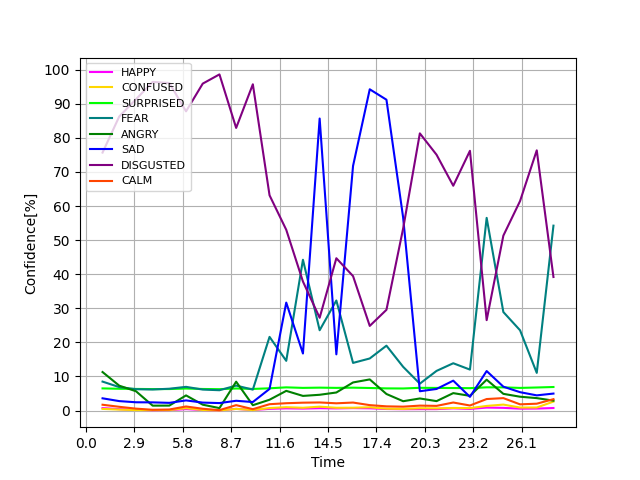 100
90
80
70
60
50
40
30
20
10
0
Confidence[%]
HAPPY
CONFUSED
SURPRISED
FEAR
ANGRY
SAD
DISGUSTED
CALM
0.0 2.9 5.8 8.7 11.6 14.5 17.4 20.3 23.2 26.1
Time